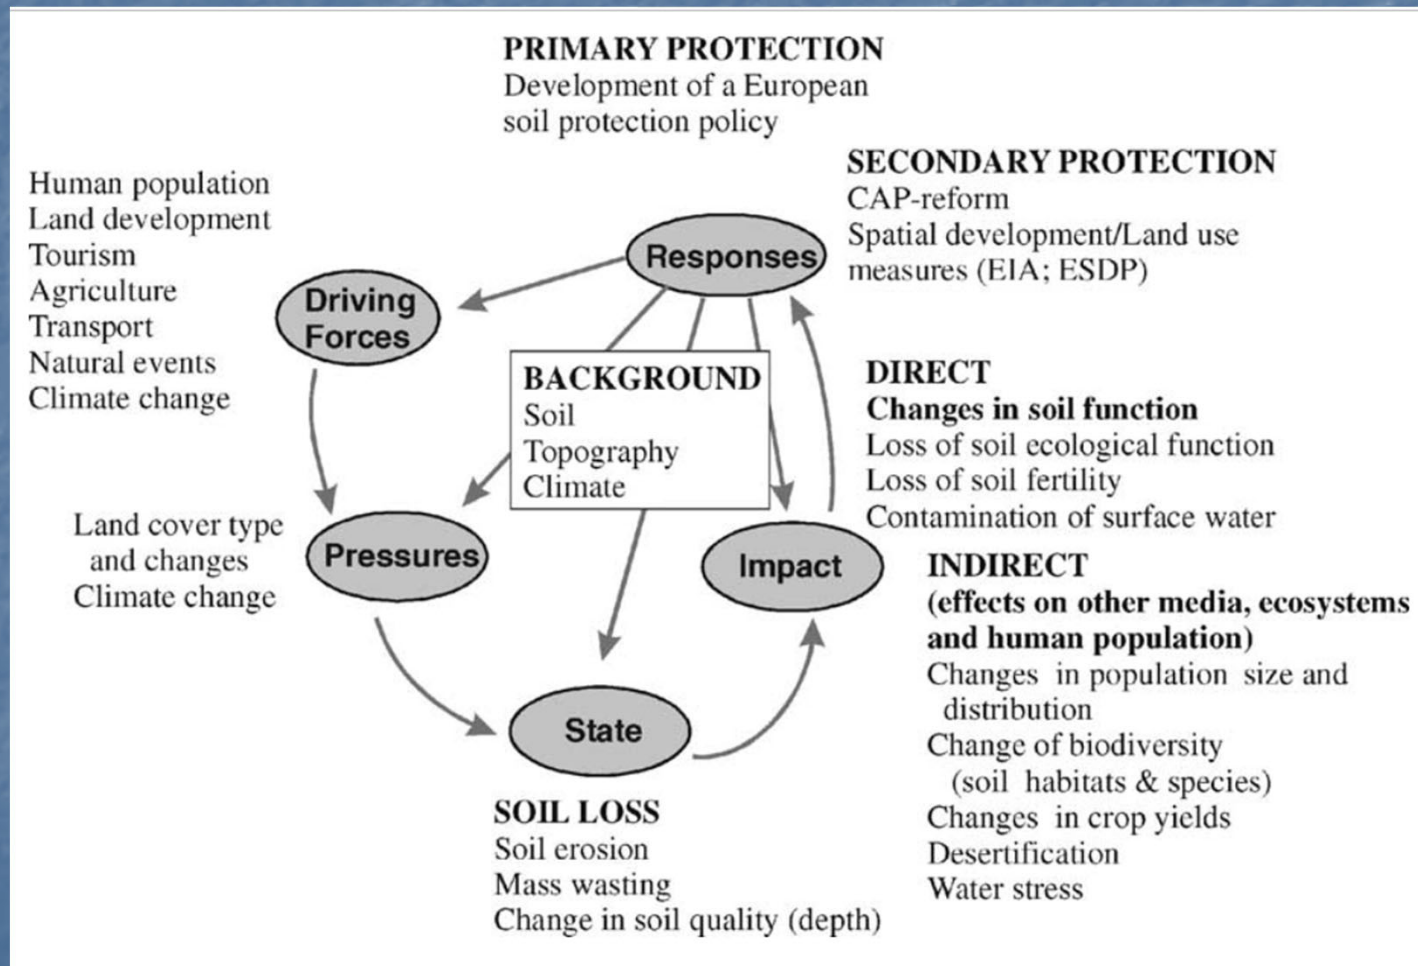 PRIMARY PROTECTION
Development of a European
soil protection policy
SECONDARY PROTECTION
CAP-reform
Spatial development/Land use
measures (EIA; ESDP)
Human population
Land development
Tourism
Agriculture
Transport
Natural events
Climate change
Responses
Driving
Forces
BACKGROUND
Soil
Topography
Climate
DIRECT
Changes in soil function
Loss of soil ecological function
Loss of soil fertility
Contamination of surface water
Land cover type
and changes
Climate change
Pressures
Impact
INDIRECT
(effects on other media, ecosystems
and human population)
Changes in population size and
distribution
Change of biodiversity
(soil habitats & species)
Changes in crop yields
Desertification
Water stress
State
SOIL LOSS
Soil erosion
Mass wasting
Change in soil quality (depth)